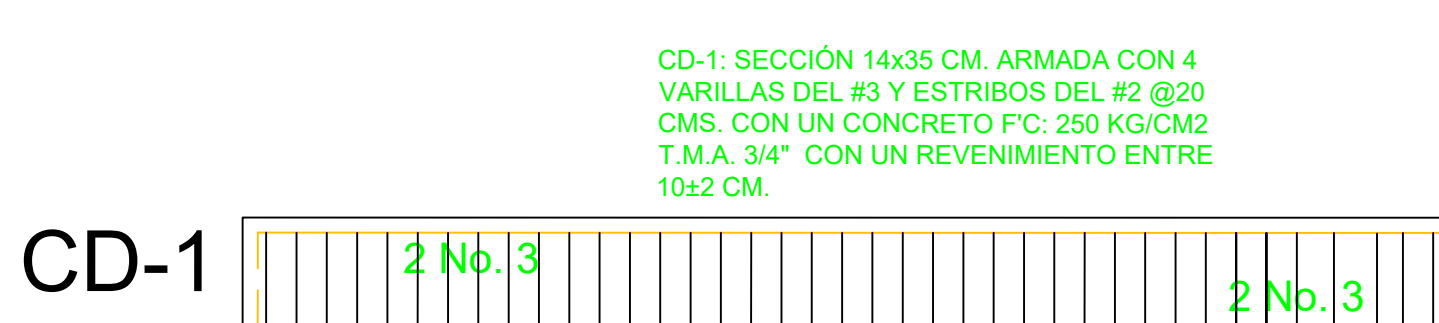 CD-1: SECCIÓN 14x35 CM. ARMADA CON 4
VARILLAS DEL #3 Y ESTRIBOS DEL #2 @20
CMS. CON UN CONCRETO F'C: 250 KG/CM2
T.M.A. 3/4" CON UN REVENIMIENTO ENTRE
10±2 CM.
CD-1
2 No. 3
2 No. 3